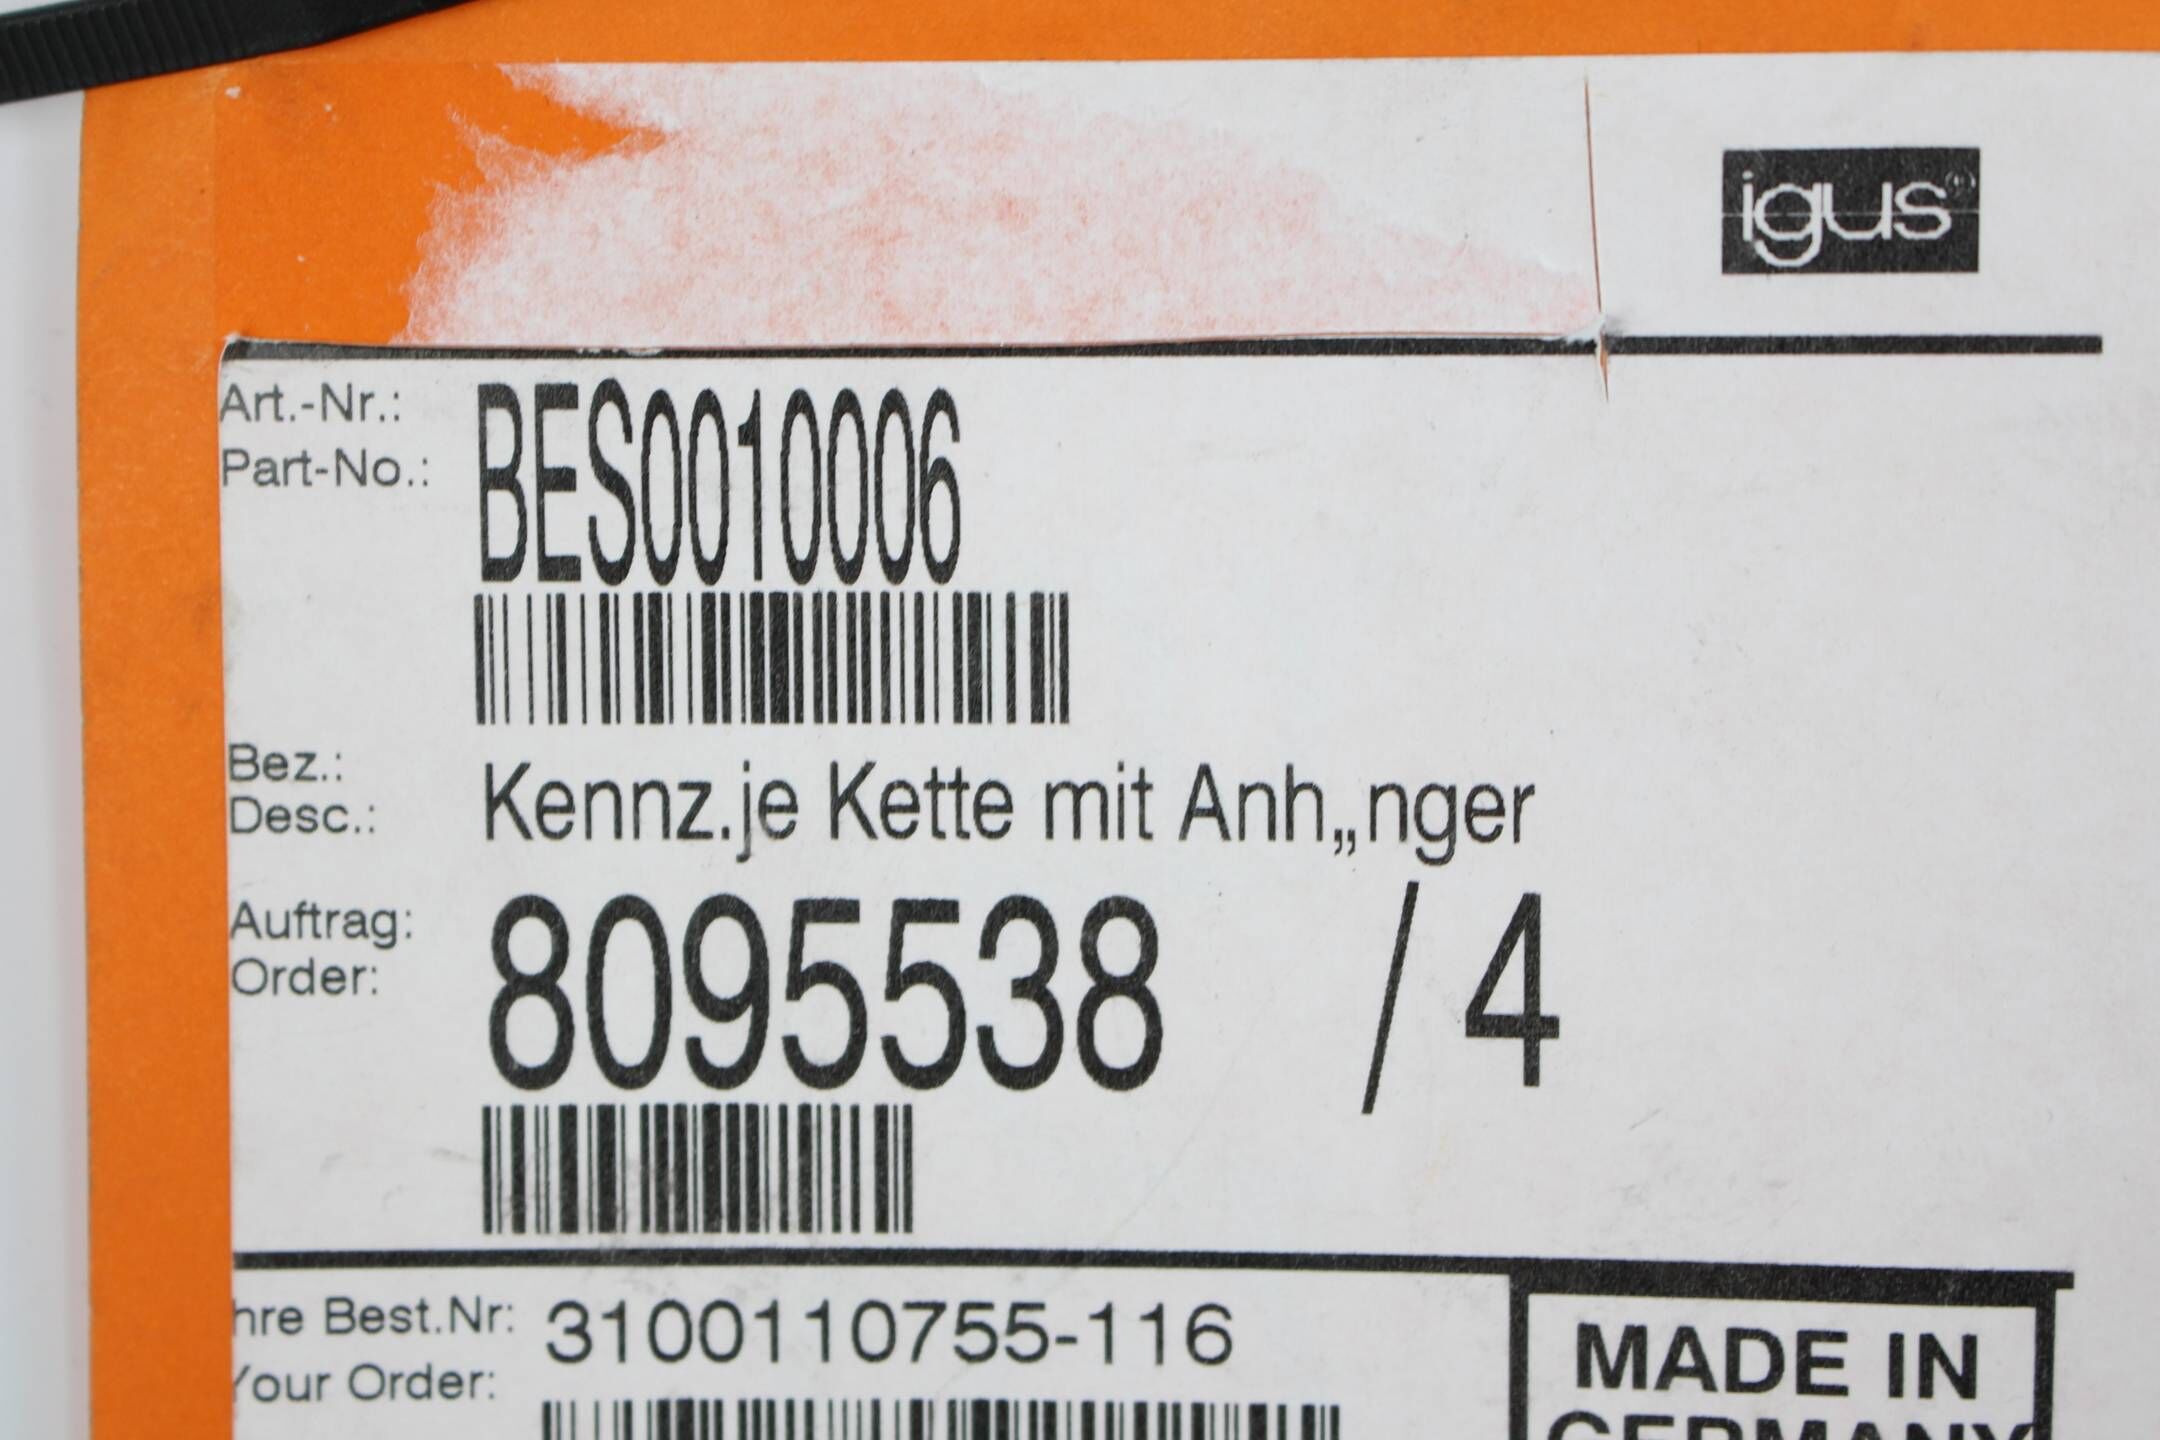 igus®
Art.-Nr.: BES0010006
Part-No.:
Bez.: Kennz.je Kette mit Anh„nger
Desc.:
Auftrag: 8095538 /4
Order:
hre Best.Nr: 3100110755-116
Your Order:
MADE IN
GERMANY